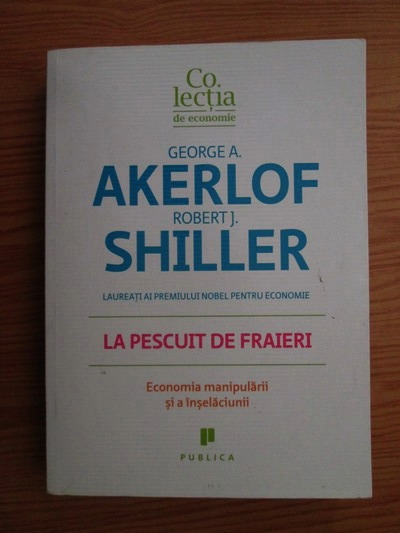 Co.
lecția
de economie
GEORGE A.
AKERLOF
ROBERT J.
SHILLER
LAUREAȚI AI PREMIULUI NOBEL PENTRU ECONOMIE
LA PESCUIT DE FRAIERI
Economia manipulării
și a înșelăciunii
PUBLICA